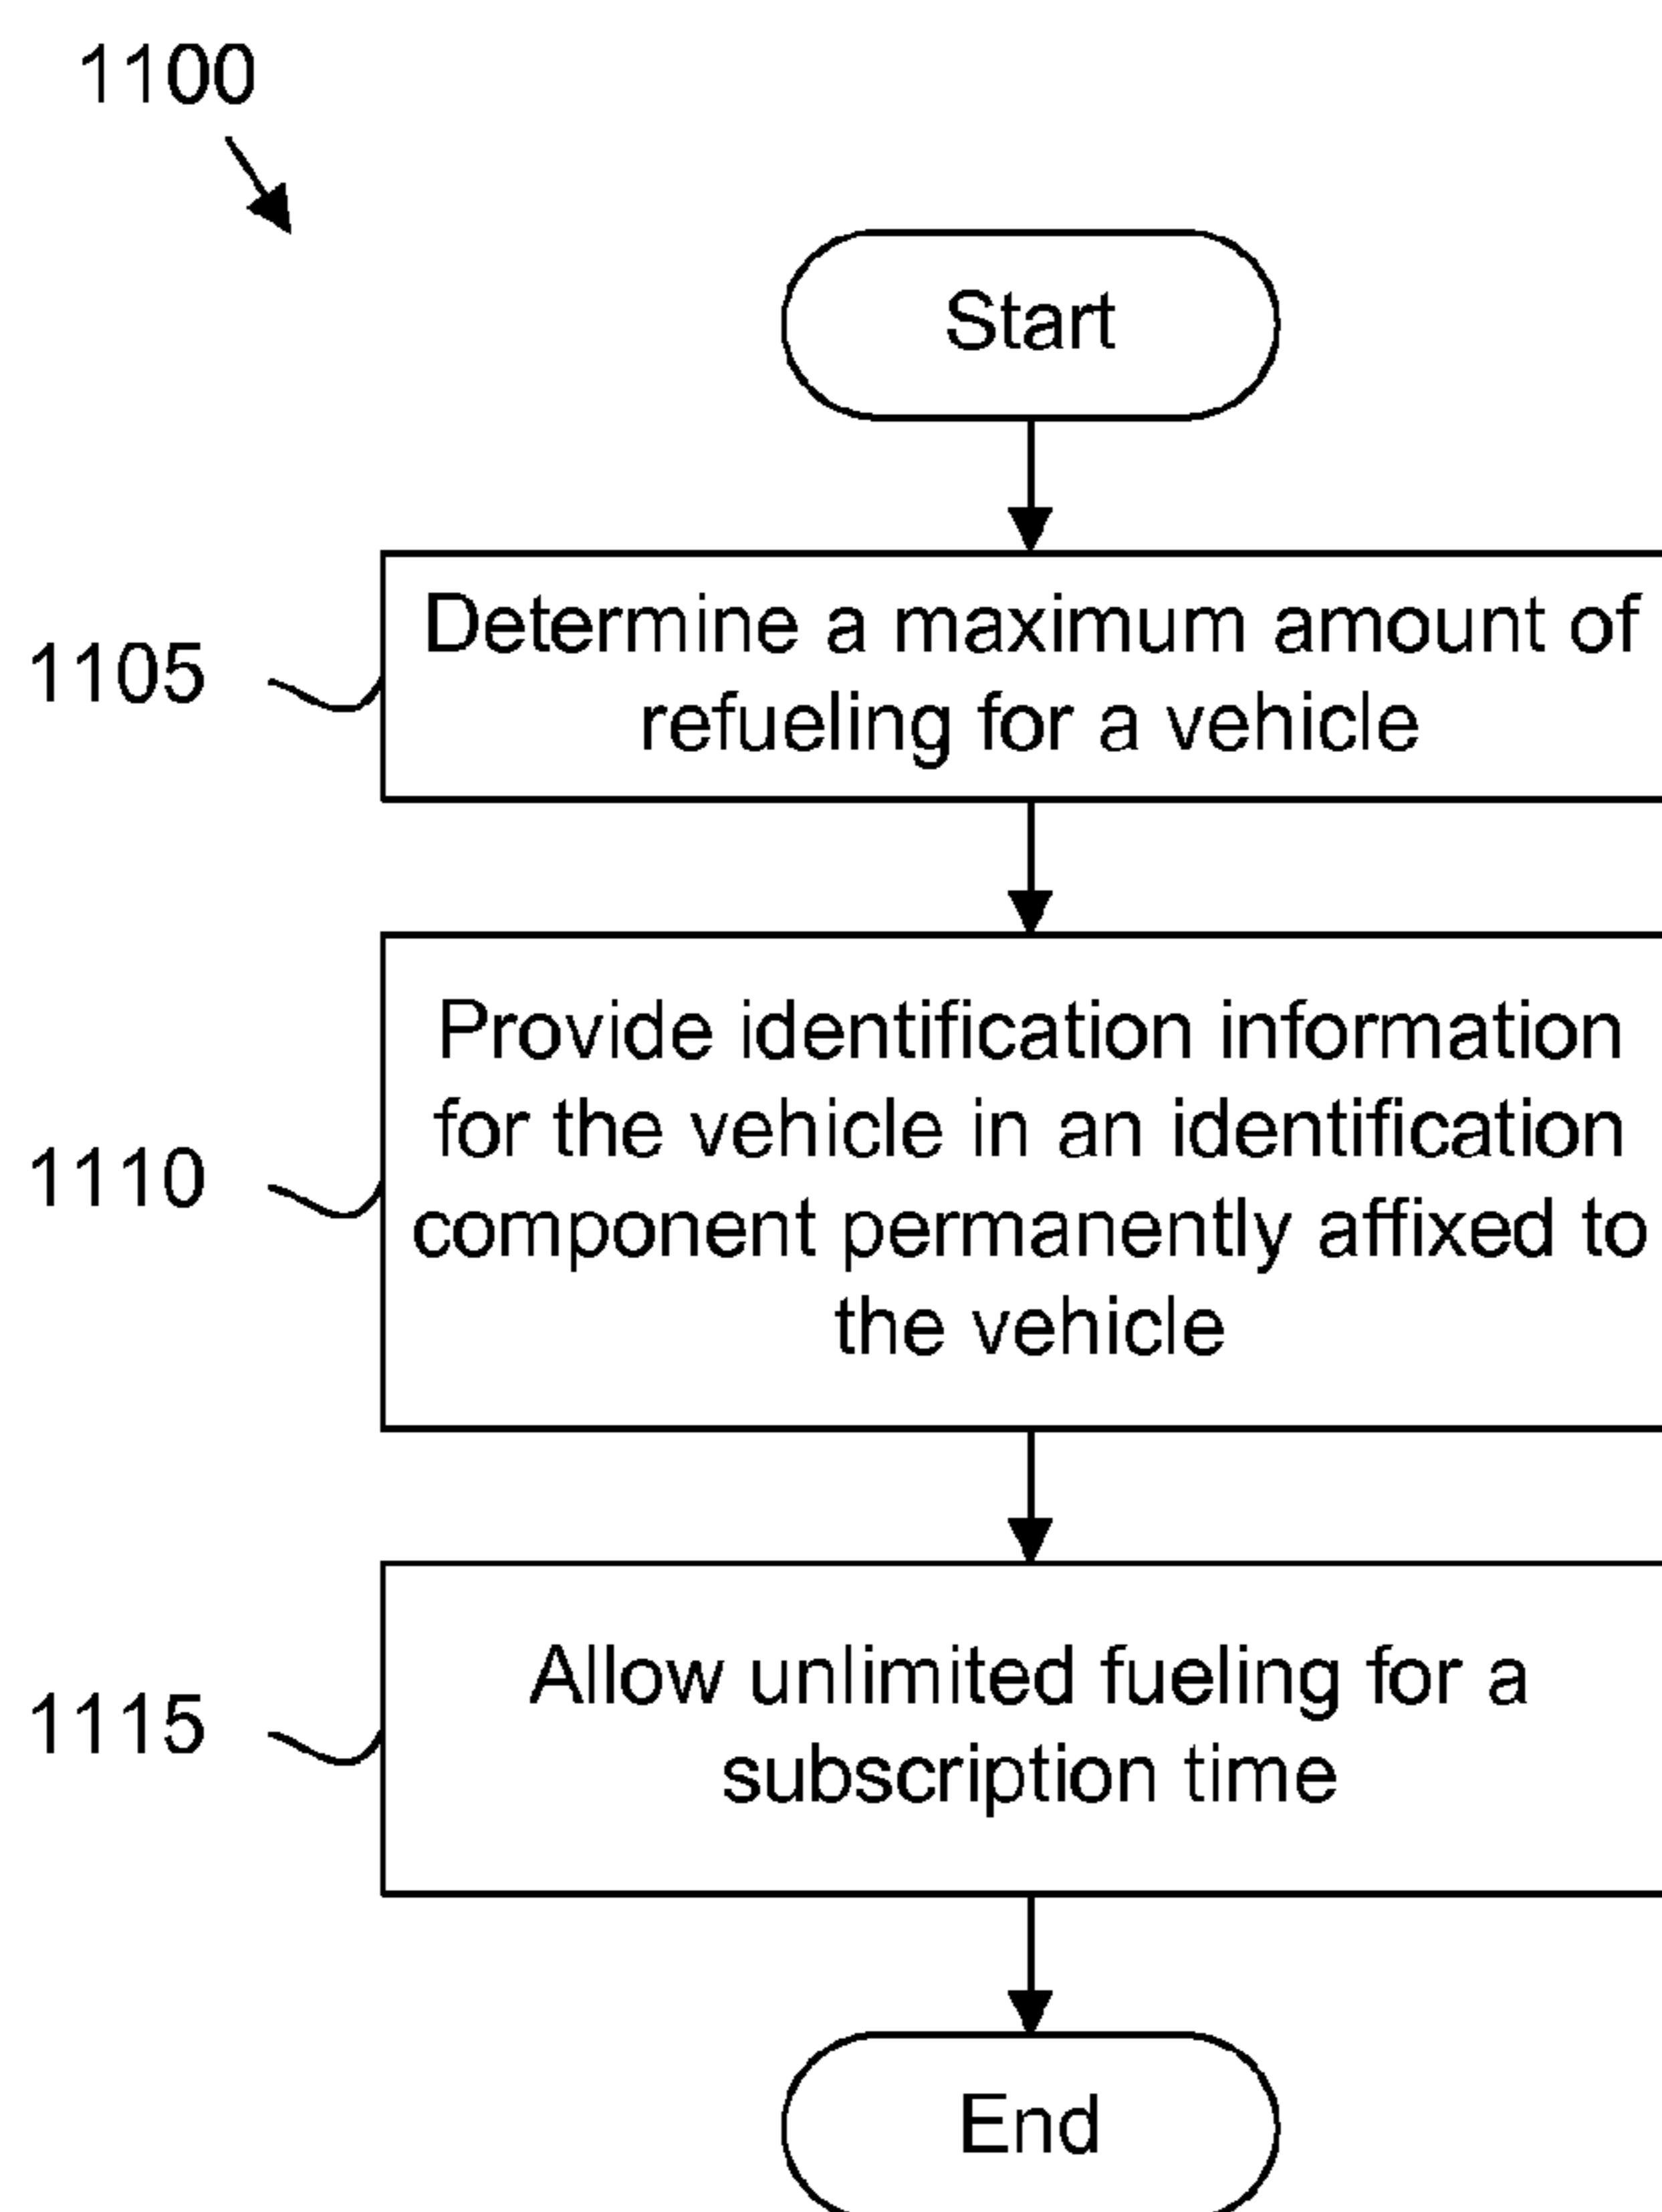 1100
Start
1105
Determine a maximum amount of
refueling for a vehicle
1110
Provide identification information
for the vehicle in an identification
component permanently affixed to
the vehicle
1115
Allow unlimited fueling for a
subscription time
End